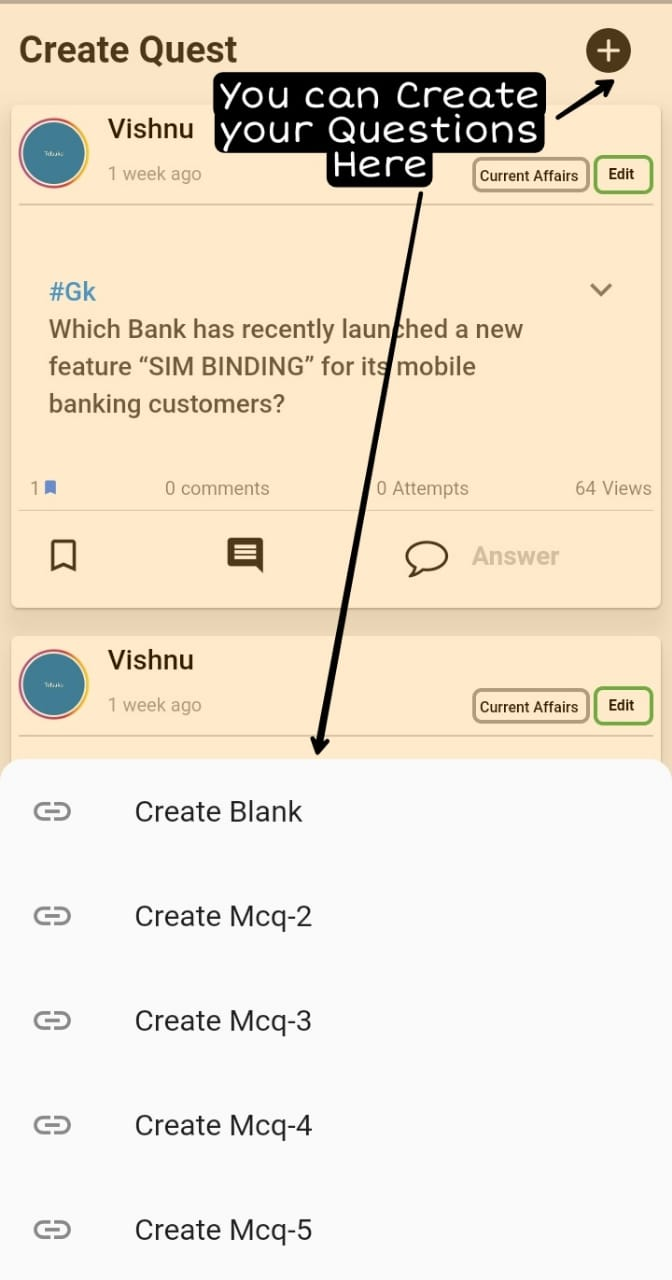 Create Quest
You can Create
your Questions
Here
Vishnu
1 week ago
Current Affairs
Edit
#Gk
Which Bank has recently launched a new
feature “SIM BINDING” for its mobile
banking customers?
1
0 comments
0 Attempts
64 Views
Answer
Vishnu
1 week ago
Current Affairs
Edit
Create Blank
Create Mcq-2
Create Mcq-3
Create Mcq-4
Create Mcq-5